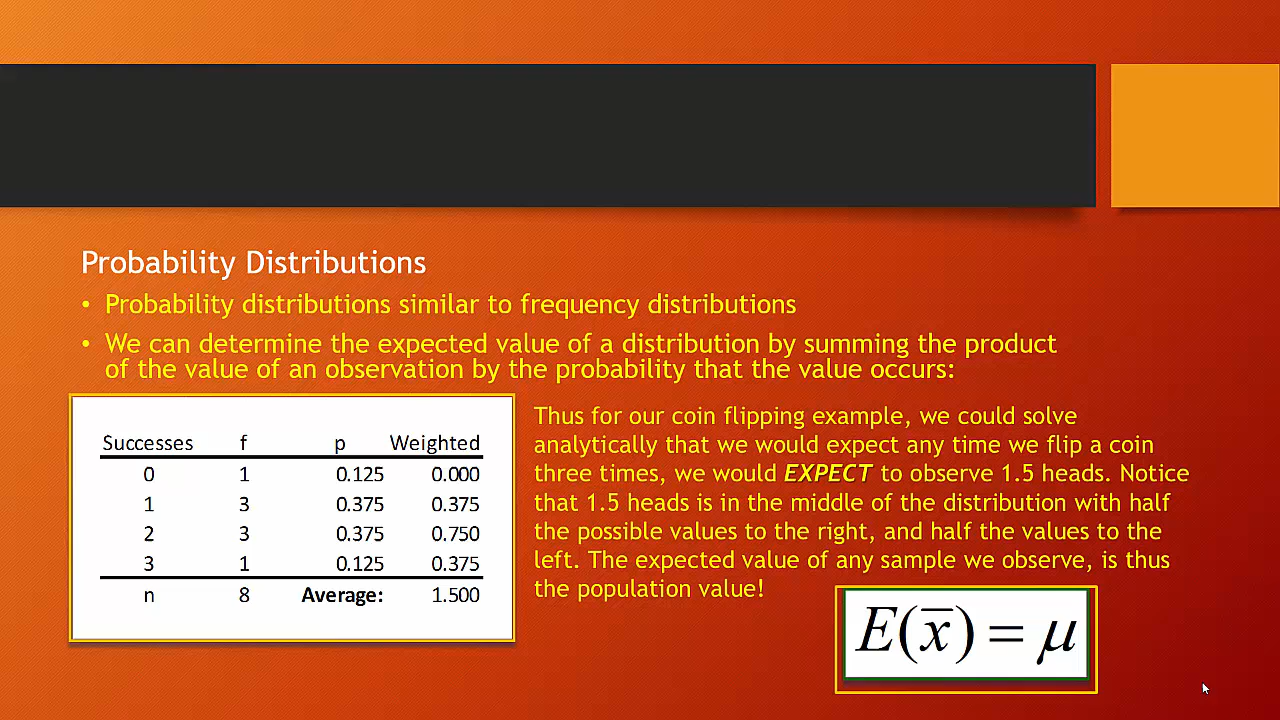 Probability Distributions
• Probability distributions similar to frequency distributions
• We can determine the expected value of a distribution by summing the product
of the value of an observation by the probability that the value occurs:
Successes f p Weighted
0 1 0.125 0.000
1 3 0.375 0.375
2 3 0.375 0.750
3 1 0.125 0.375
n 8 Average: 1.500
Thus for our coin flipping example, we could solve
analytically that we would expect any time we flip a coin
three times, we would EXPECT to observe 1.5 heads. Notice
that 1.5 heads is in the middle of the distribution with half
the possible values to the right, and half the values to the
left. The expected value of any sample we observe, is thus
the population value!
E(x̅) = μ